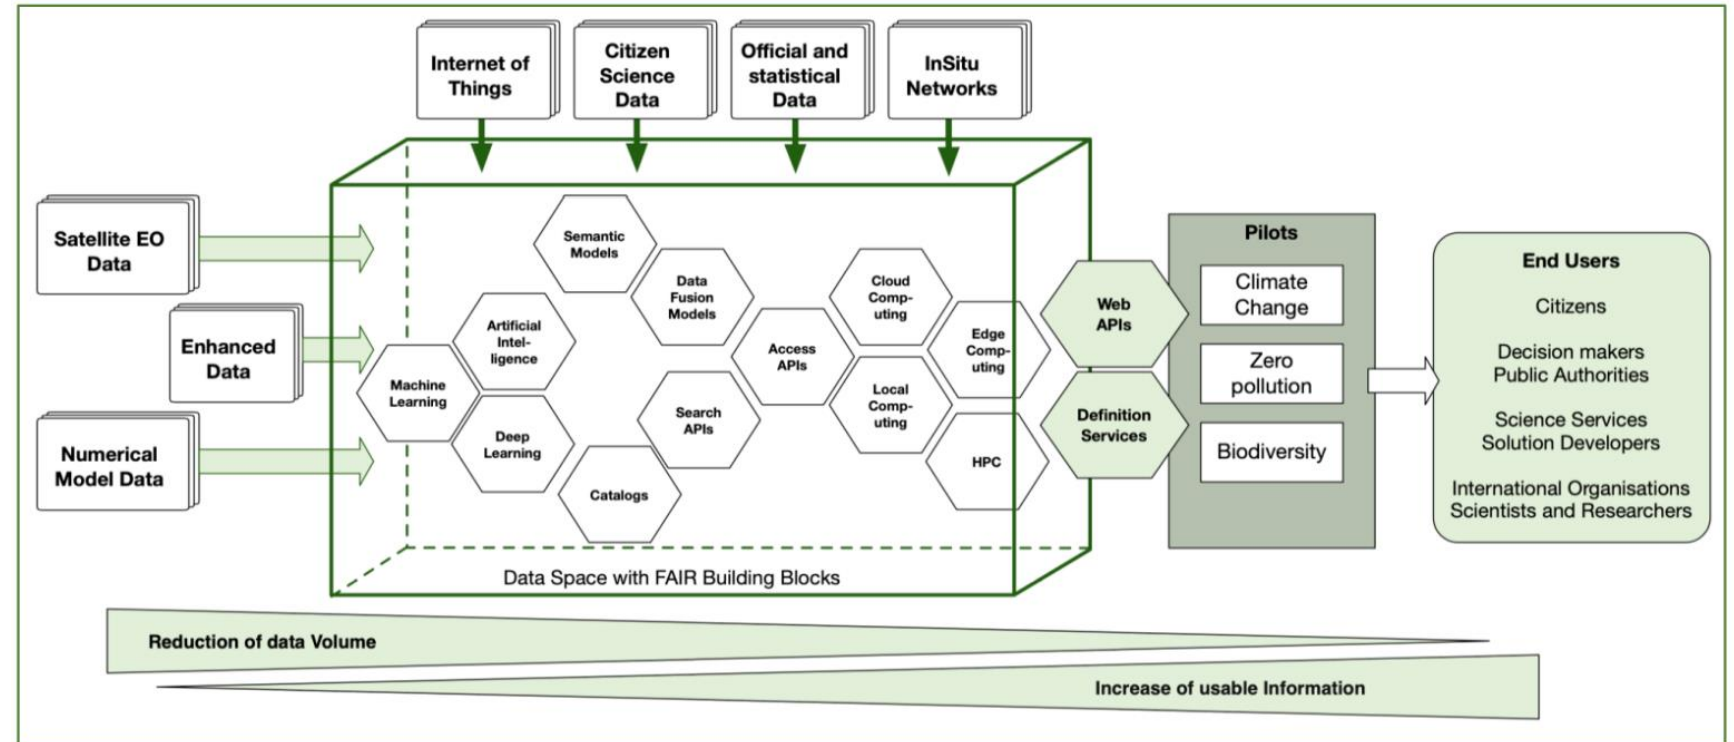 Internet of
Things
Citizen
Science
Data
Official and
statistical
Data
InSitu
Networks
Satellite EO
Data
Enhanced
Data
Numerical
Model Data
Semantic
Models
Data
Fusion
Models
Artificial
Intel-
ligence
Machine
Learning
Deep
Learning
Catalogs
Search
APIs
Access
APIs
Cloud
Comp-
uting
Local
Comp-
uting
Edge
Comp-
uting
HPC
Web
APIs
Definition
Services
Data Space with FAIR Building Blocks
Pilots
Climate
Change
Zero
pollution
Biodiversity
End Users
Citizens
Decision makers
Public Authorities
Science Services
Solution Developers
International Organisations
Scientists and Researchers
Reduction of data Volume
Increase of usable Information